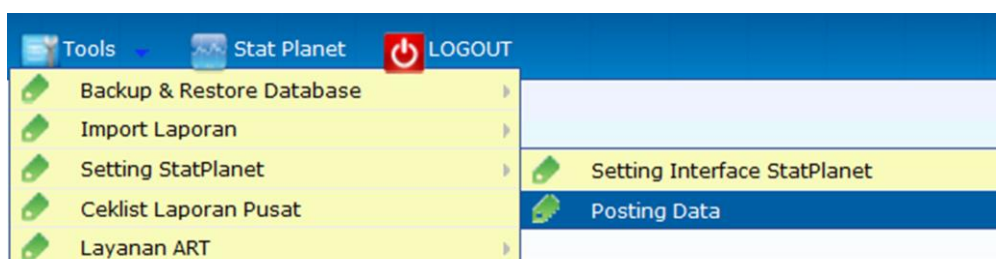 Tools Stat Planet LOGOUT
Backup & Restore Database
Import Laporan
Setting StatPlanet
Setting Interface StatPlanet
Ceklist Laporan Pusat
Posting Data
Layanan ART